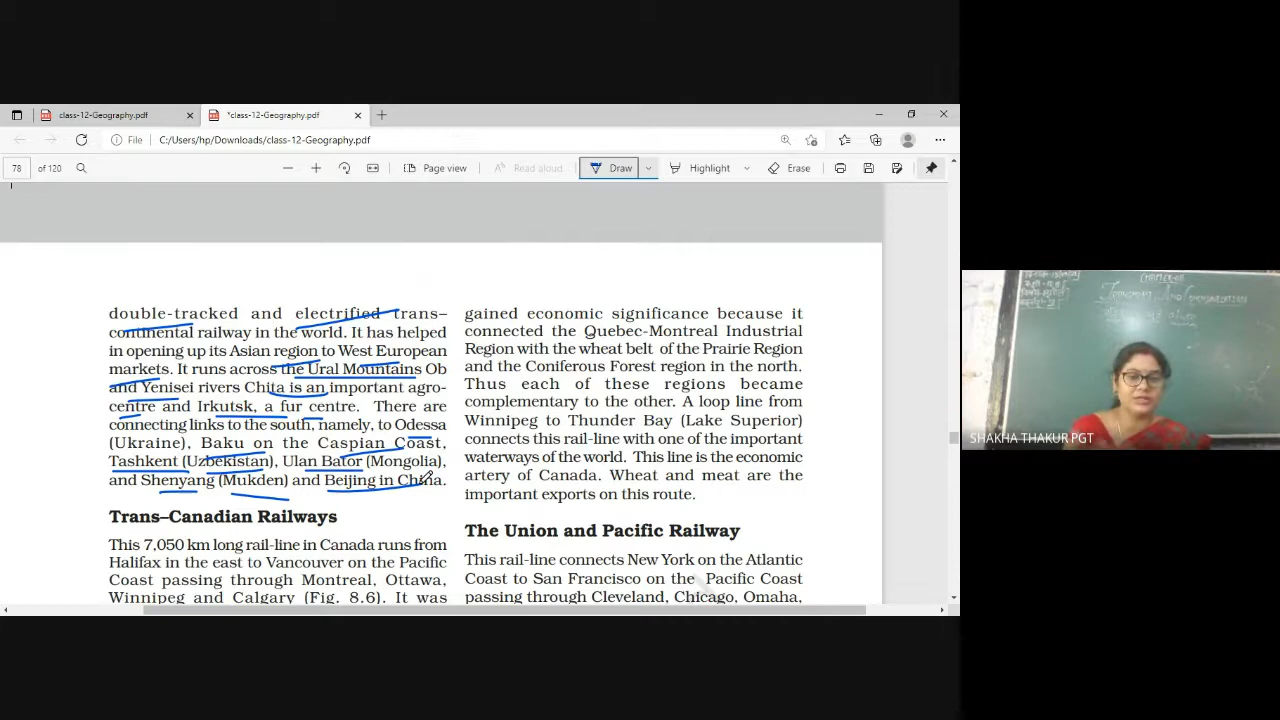 class-12-Geography.pdf
*class-12-Geography.pdf
File
C:/Users/hp/Downloads/class-12-Geography.pdf
78 of 120
Page view
Read aloud
Draw
Highlight
Erase
double-tracked and electrified trans–
continental railway in the world. It has helped
in opening up its Asian region to West European
markets. It runs across the Ural Mountains Ob
and Yenisei rivers Chita is an important agro-
centre and Irkutsk, a fur centre. There are
connecting links to the south, namely, to Odessa
(Ukraine), Baku on the Caspian Coast,
Tashkent (Uzbekistan), Ulan Bator (Mongolia),
and Shenyang (Mukden) and Beijing in China.
Trans–Canadian Railways
This 7,050 km long rail-line in Canada runs from
Halifax in the east to Vancouver on the Pacific
Coast passing through Montreal, Ottawa,
Winnipeg and Calgary (Fig. 8.6). It was
gained economic significance because it
connected the Quebec-Montreal Industrial
Region with the wheat belt of the Prairie Region
and the Coniferous Forest region in the north.
Thus each of these regions became
complementary to the other. A loop line from
Winnipeg to Thunder Bay (Lake Superior)
connects this rail-line with one of the important
waterways of the world. This line is the economic
artery of Canada. Wheat and meat are the
important exports on this route.
The Union and Pacific Railway
This rail-line connects New York on the Atlantic
Coast to San Francisco on the Pacific Coast
passing through Cleveland, Chicago, Omaha,
SHAKHA THAKUR PGT